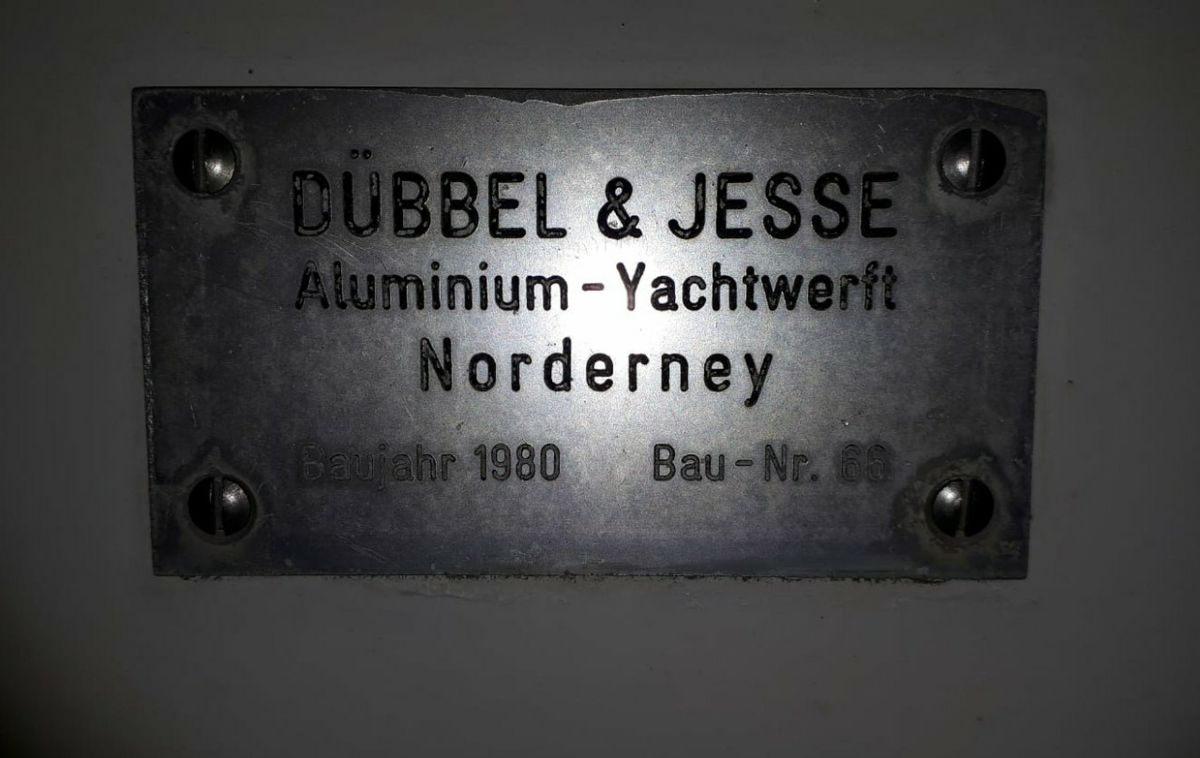 DÜBBEL & JESSE
Aluminium - Yachtwerft
Norderney
Baujahr 1980 Bau - Nr. 66